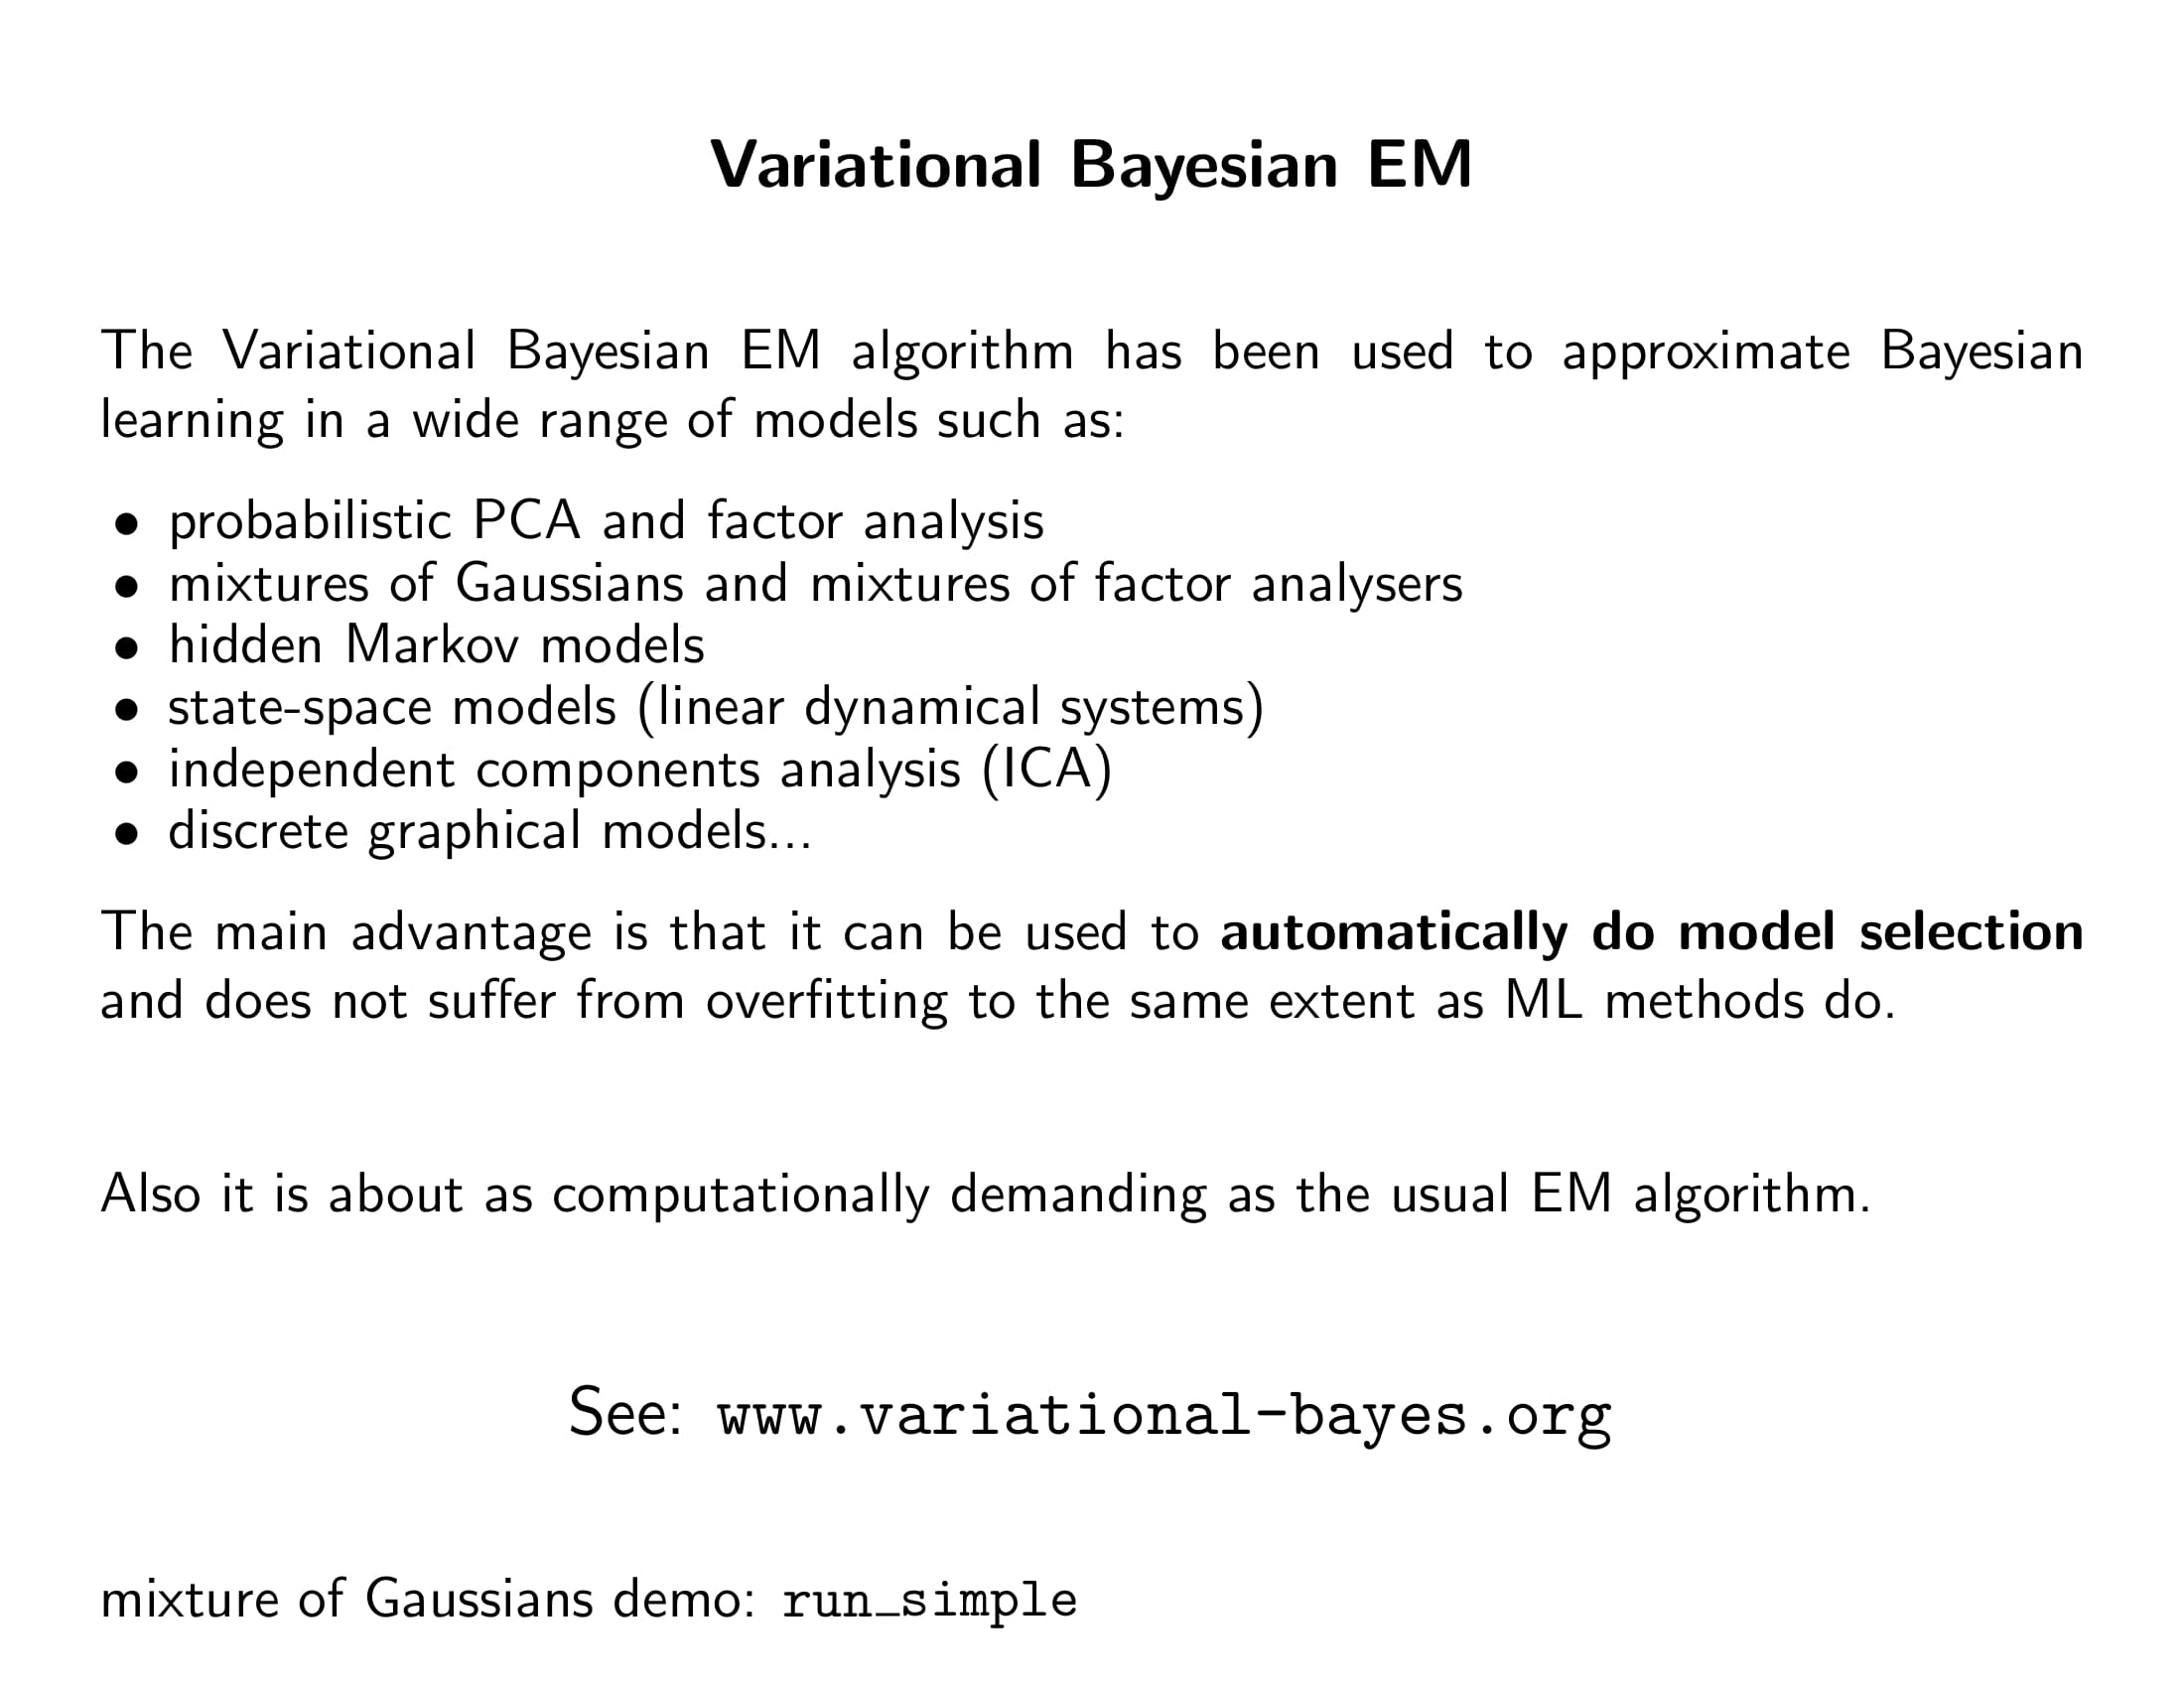 Variational Bayesian EM
The Variational Bayesian EM algorithm has been used to approximate Bayesian
learning in a wide range of models such as:
• probabilistic PCA and factor analysis
• mixtures of Gaussians and mixtures of factor analysers
• hidden Markov models
• state-space models (linear dynamical systems)
• independent components analysis (ICA)
• discrete graphical models...
The main advantage is that it can be used to automatically do model selection
and does not suffer from overfitting to the same extent as ML methods do.
Also it is about as computationally demanding as the usual EM algorithm.
See: www.variational-bayes.org
mixture of Gaussians demo: run_simple